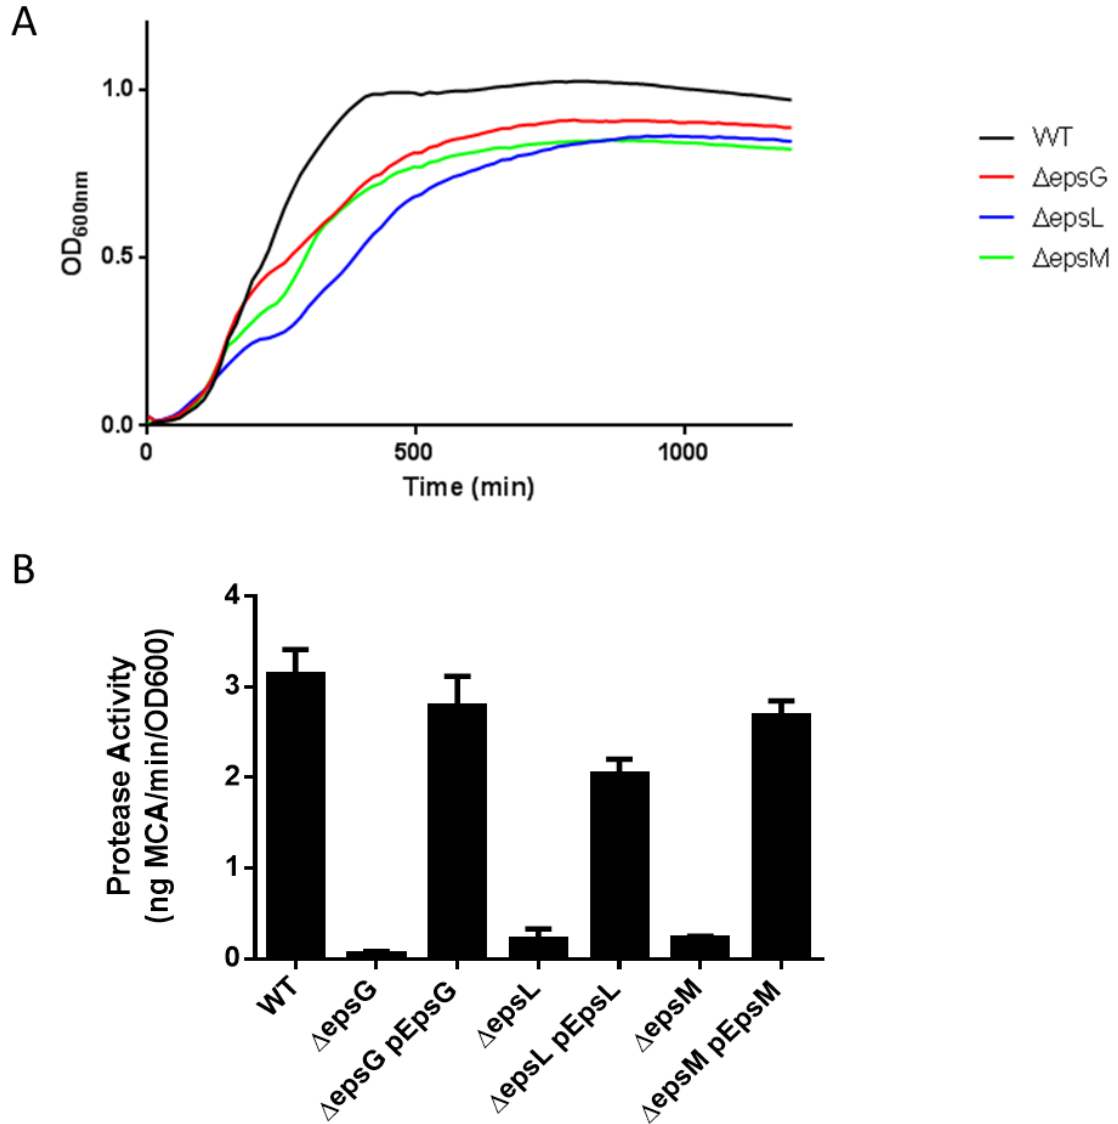 A
1.0
0.5
0.0
OD600nm
0
500
1000
Time (min)
WT
ΔepsG
ΔepsL
ΔepsM
B
4
3
2
1
0
Protease Activity
(ng MCA/min/OD600)
WT
ΔepsG
ΔepsG pEpsG
ΔepsL
ΔepsL pEpsL
ΔepsM
ΔepsM pEpsM